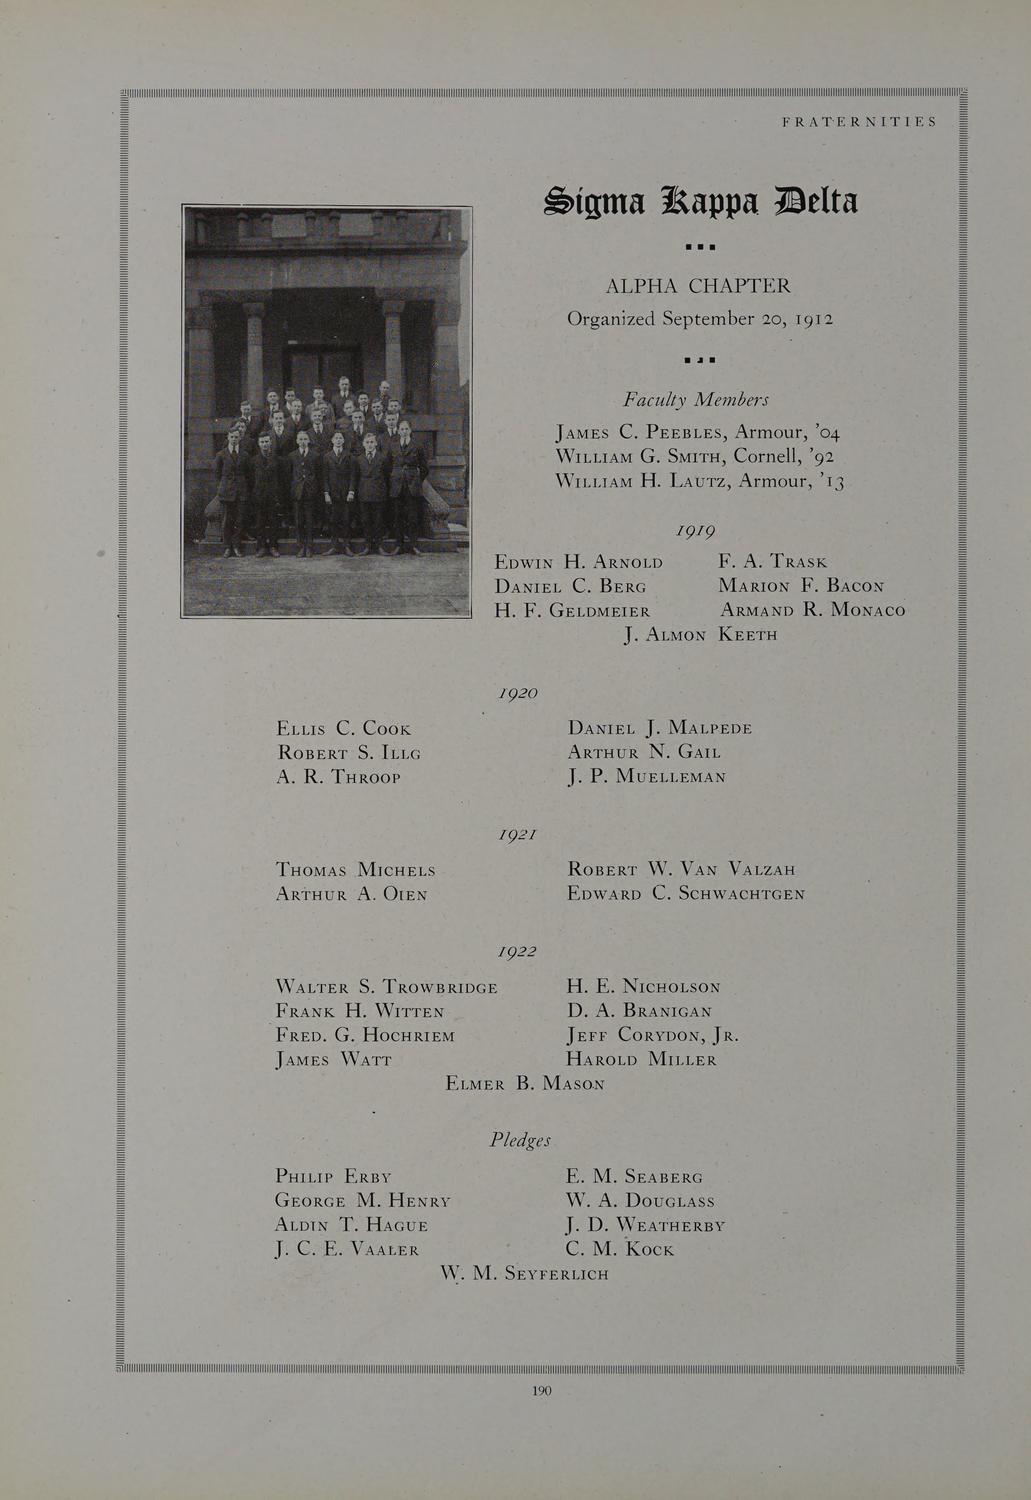 FRATERNITIES
Sigma Kappa Delta
ALPHA CHAPTER
Organized September 20, 1912
Faculty Members
JAMES C. PEEBLES, Armour, '04
WILLIAM G. SMITH, Cornell, '92
WILLIAM H. LAUTZ, Armour, '13
1919
EDWIN H. ARNOLD F. A. TRASK
DANIEL C. BERG MARION F. BACON
H. F. GELDMEIER ARMAND R. MONACO
J. ALMON KEETH
1920
ELLIS C. COOK DANIEL J. MALPEDE
ROBERT S. ILLG ARTHUR N. GAIL
A. R. THROOP J. P. MUELLEMAN
1921
THOMAS MICHELS ROBERT W. VAN VALZAH
ARTHUR A. OIEN EDWARD C. SCHWACHTGEN
1922
WALTER S. TROWBRIDGE H. E. NICHOLSON
FRANK H. WITTEN D. A. BRANIGAN
FRED. G. HOCHRIEM JEFF CORYDON, JR.
JAMES WATT HAROLD MILLER
ELMER B. MASON
Pledges
PHILIP ERBY E. M. SEABERG
GEORGE M. HENRY W. A. DOUGLASS
ALDIN T. HAGUE J. D. WEATHERBY
J. C. E. VAALER C. M. KOCK
W. M. SEYFERLICH
190